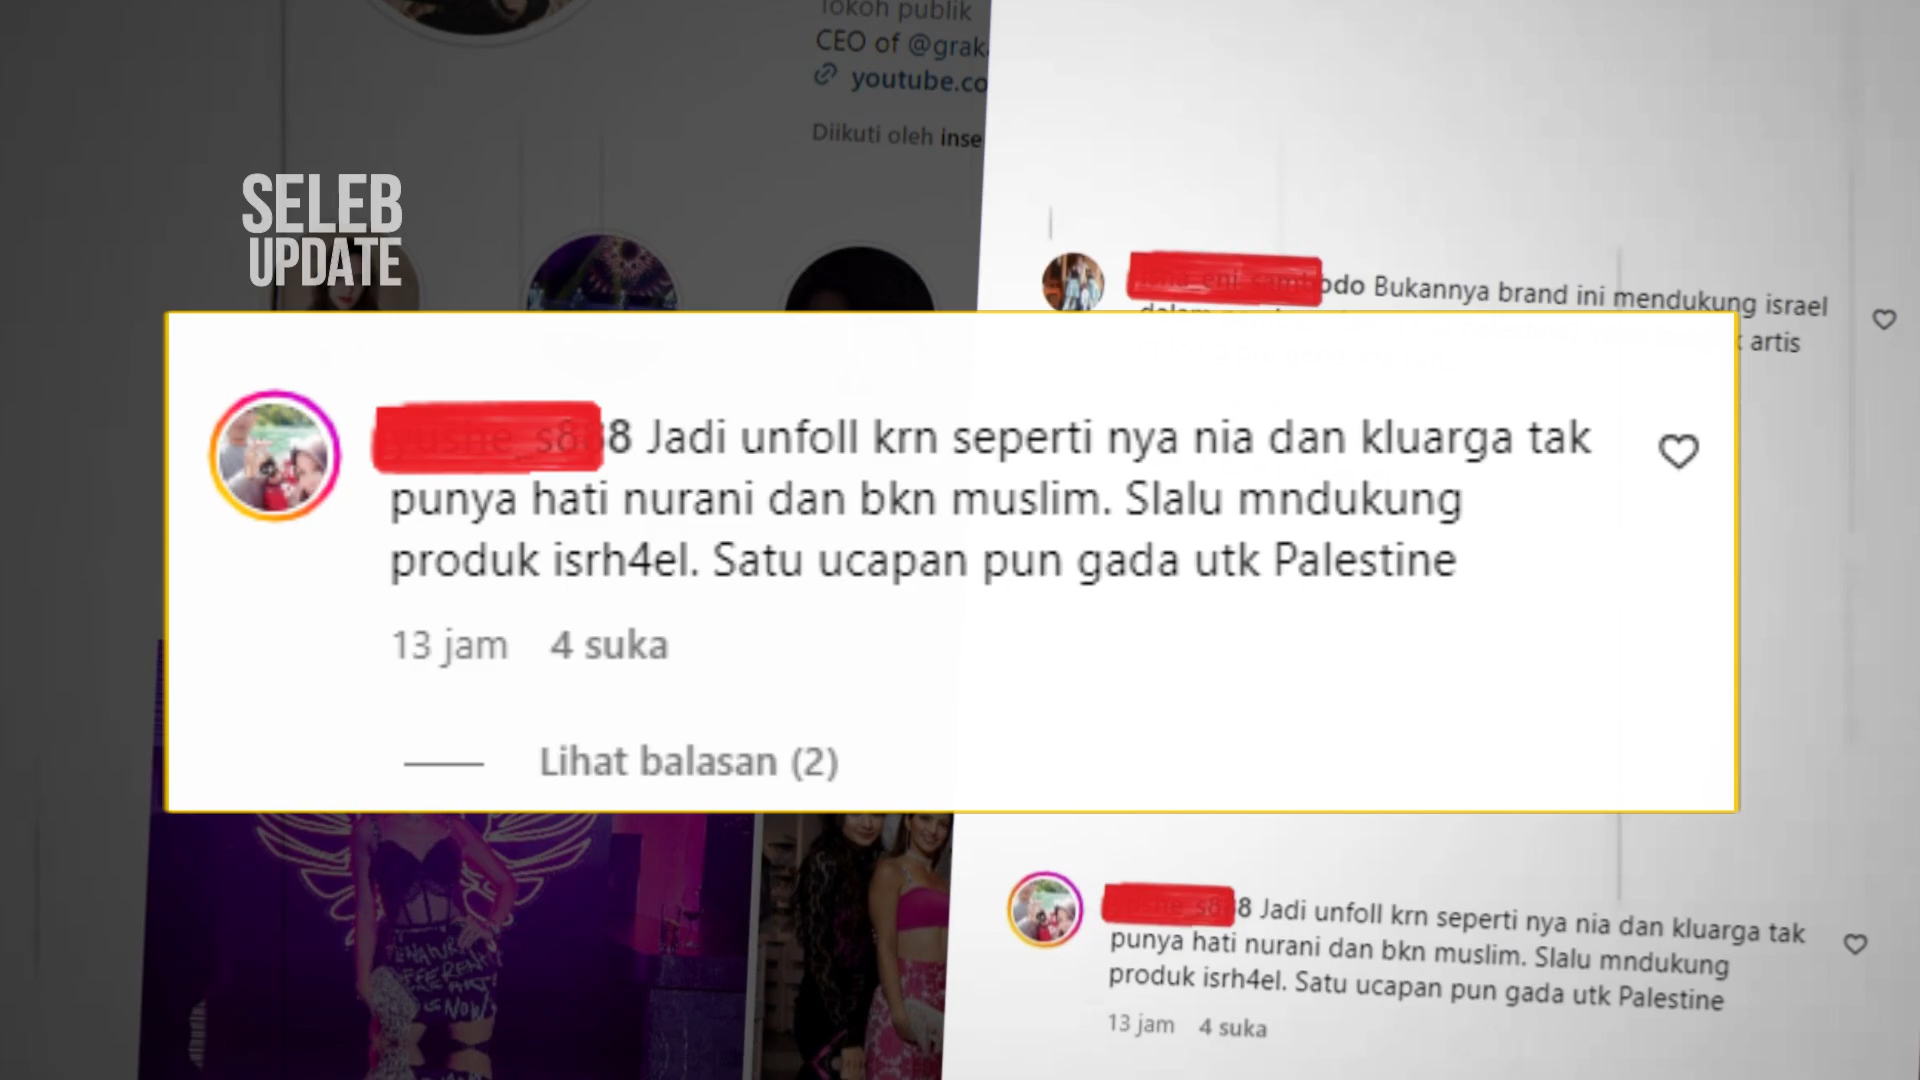 Tokoh publik
CEO of @grak
youtube.co
Diikuti oleh inse
SELEB
UPDATE
odo Bukannya brand ini mendukung israel
artis
8 Jadi unfoll krn seperti nya nia dan kluarga tak
punya hati nurani dan bkn muslim. Slalu mndukung
produk isrh4el. Satu ucapan pun gada utk Palestine
13 jam 4 suka
Lihat balasan (2)
8 Jadi unfoll krn seperti nya nia dan kluarga tak
punya hati nurani dan bkn muslim. Slalu mndukung
produk isrh4el. Satu ucapan pun gada utk Palestine
13 jam 4 suka